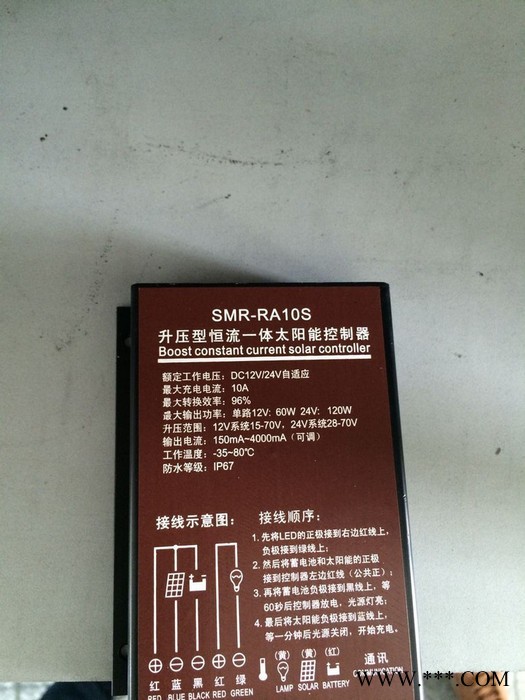 SMR-RA10S
升压型恒流一体太阳能控制器
Boost constant current solar controller
额定工作电压：DC12V/24V自适应
最大充电电流：10A
最大转换效率：96%
最大输出功率：单路12V: 60W 24V: 120W
升压范围：12V系统15-70V，24V系统28-70V
输出电流：150mA~4000mA（可调）
工作温度：-35~80℃
防水等级：IP67
接线示意图：
接线顺序：
1. 先将LED的正极接到右边红线上，
负极接到绿线上；
2. 然后将蓄电池和太阳能的正极
接到控制器左边红线（公共正）；
3. 再将蓄电池负极接到黑线上，等
60秒后控制器放电，光源灯亮；
4. 最后将太阳能负极接到蓝线上，
等一分钟后光源关闭，开始充电。
红 蓝 黑 红 绿
RED BLUE BLACK RED GREEN
(黄) (黄) (红)
LAMP SOLAR BATTERY
通讯
COMMUNICATION
www.***.COM